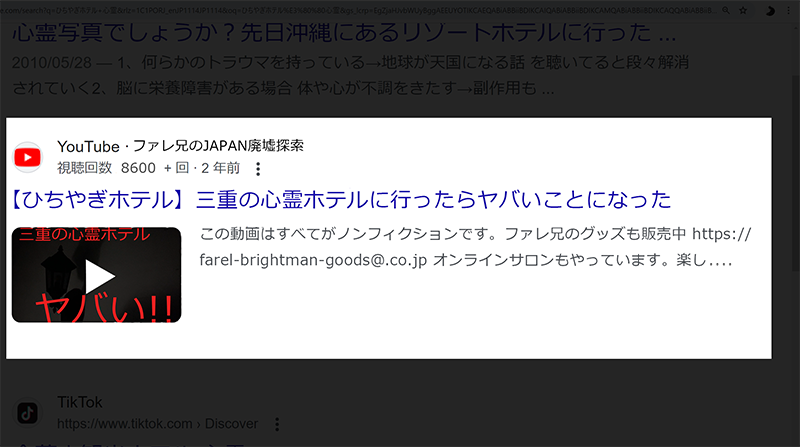 心霊写真でしょうか？先日沖縄にあるリゾートホテルに行った ...
2010/05/28 — 1、何らかのトラウマを持っている→地球が天国になる話 を聴いてると段々解消
されていく2、脳に栄養障害がある場合 体や心が不調をきたす→副作用も ...
YouTube · ファレ兄のJAPAN廃墟探索
視聴回数 8600 + 回 · 2 年前
【ひちやぎホテル】三重の心霊ホテルに行ったらヤバいことになった
三重の心霊ホテル
ヤバい!!
この動画はすべてがノンフィクションです。ファレ兄のグッズも販売中 https://
farel-brightman-goods@.co.jp オンラインサロンもやっています。楽し....
TikTok
https://www.tiktok.com › Discover